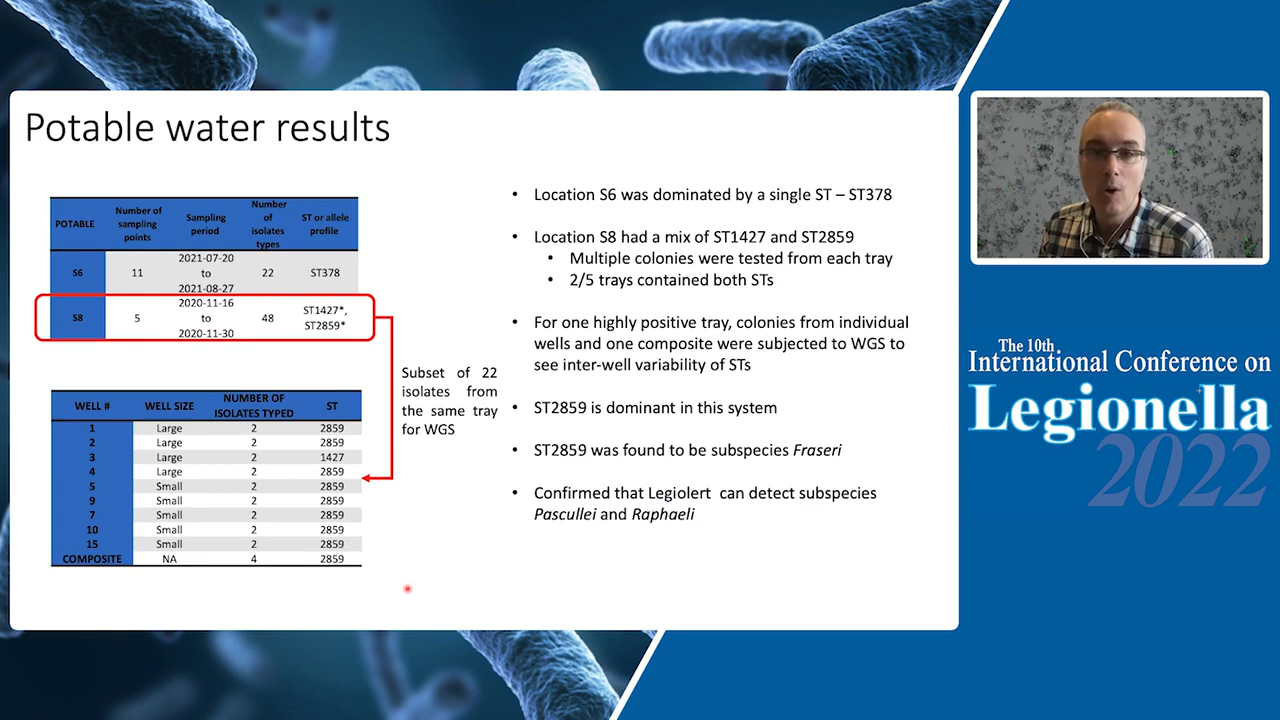 Potable water results
POTABLE Number of sampling points Sampling period Number of isolates types ST or allele profile
S6 11 2021-07-20 to 2021-08-27 22 ST378
S8 5 2020-11-16 to 2020-11-30 48 ST1427*, ST2859*
Subset of 22
isolates from
the same tray
for WGS
WELL # WELL SIZE NUMBER OF ISOLATES TYPED ST
1 Large 2 2859
2 Large 2 2859
3 Large 2 1427
4 Large 2 2859
5 Small 2 2859
9 Small 2 2859
7 Small 2 2859
10 Small 2 2859
15 Small 2 2859
COMPOSITE NA 4 2859
• Location S6 was dominated by a single ST – ST378
• Location S8 had a mix of ST1427 and ST2859
• Multiple colonies were tested from each tray
• 2/5 trays contained both STs
• For one highly positive tray, colonies from individual
wells and one composite were subjected to WGS to
see inter-well variability of STs
• ST2859 is dominant in this system
• ST2859 was found to be subspecies Fraseri
• Confirmed that Legiolert can detect subspecies
Pascullei and Raphaeli
The 10th
International Conference on
Legionella
2022